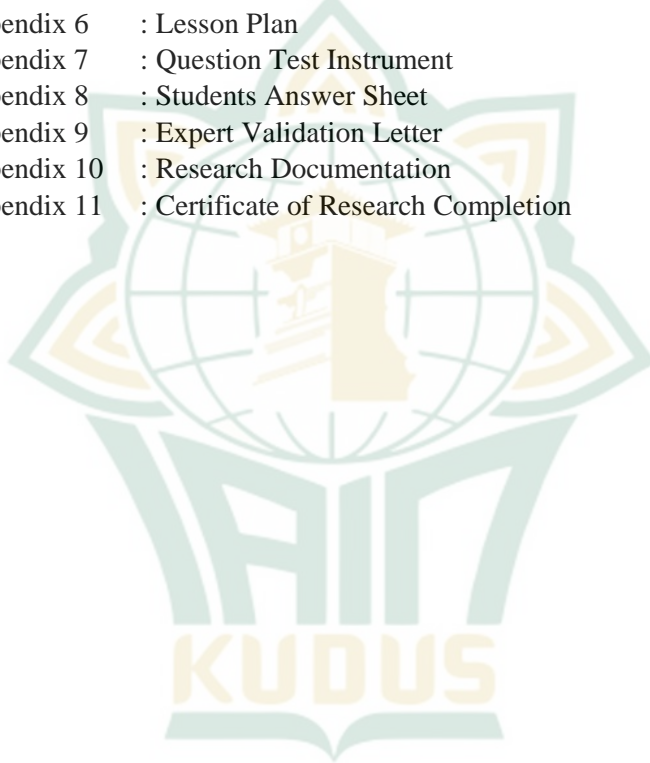 endix 6 : Lesson Plan
endix 7 : Question Test Instrument
endix 8 : Students Answer Sheet
endix 9 : Expert Validation Letter
endix 10 : Research Documentation
endix 11 : Certificate of Research Completion
IAIN
KUDUS